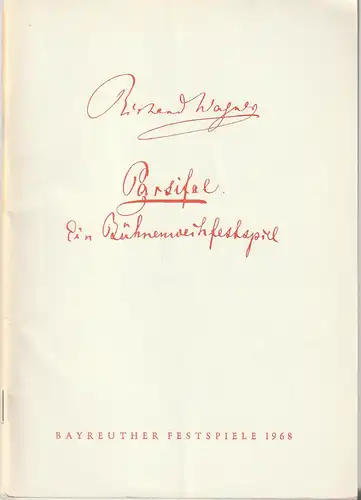 Richard Wagner
Parsifal.
Ein Bühnenweihfestspiel
BAYREUTHER FESTSPIELE 1968